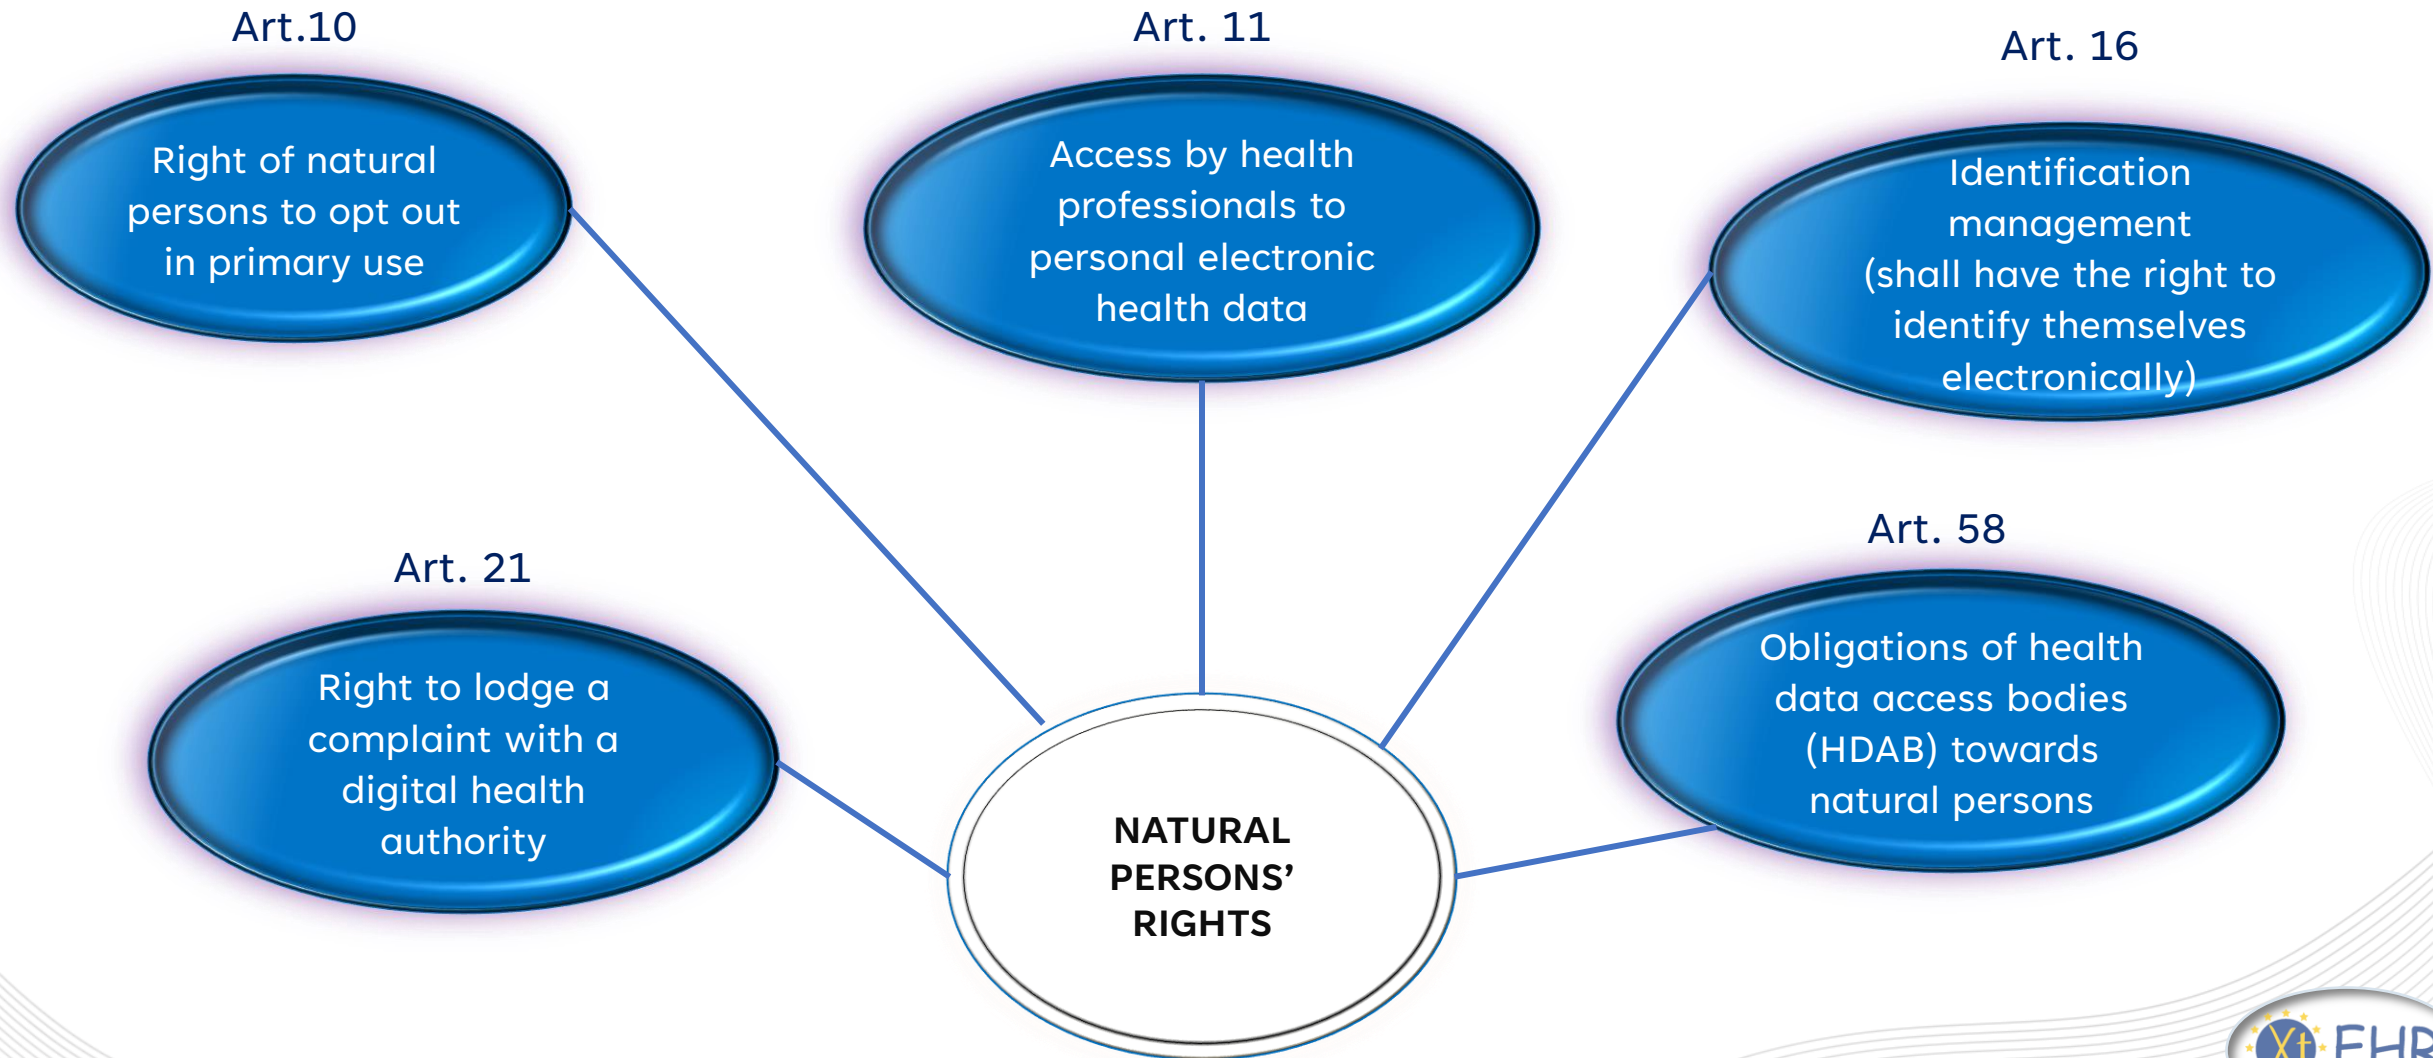 Art.10
Right of natural
persons to opt out
in primary use
Art. 11
Access by health
professionals to
personal electronic
health data
Art. 16
Identification
management
(shall have the right to
identify themselves
electronically)
Art. 21
Right to lodge a
complaint with a
digital health
authority
Art. 58
Obligations of health
data access bodies
(HDAB) towards
natural persons
NATURAL
PERSONS’
RIGHTS
Xt EHR